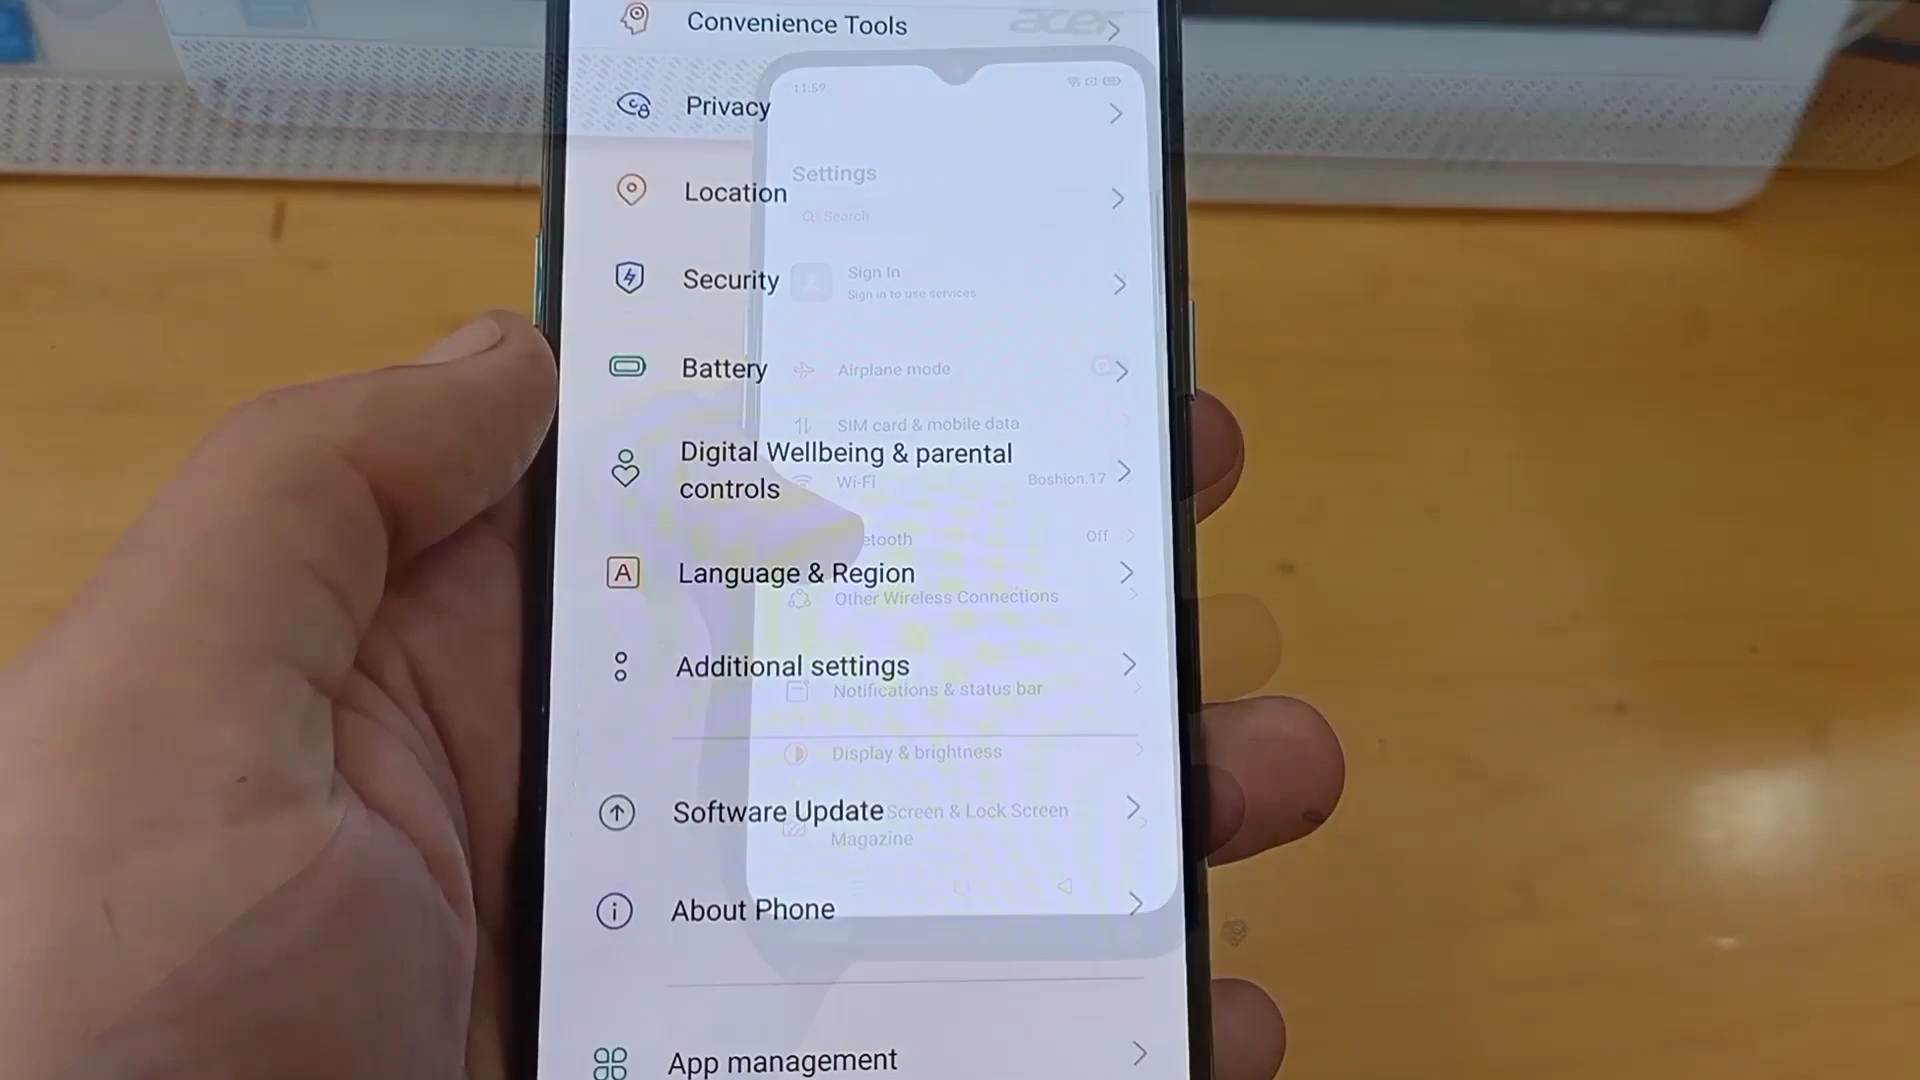 Convenience Tools
acer
Privacy
Location
Security
Battery
Digital Wellbeing & parental
controls
Language & Region
Additional settings
Software Update
About Phone
App management
11:59
Settings
Search
Sign In
Sign in to use services
Airplane mode
SIM card & mobile data
Wi-Fi
Boshion.17
etooth
Off
Other Wireless Connections
Notifications & status bar
Display & brightness
Screen & Lock Screen
Magazine